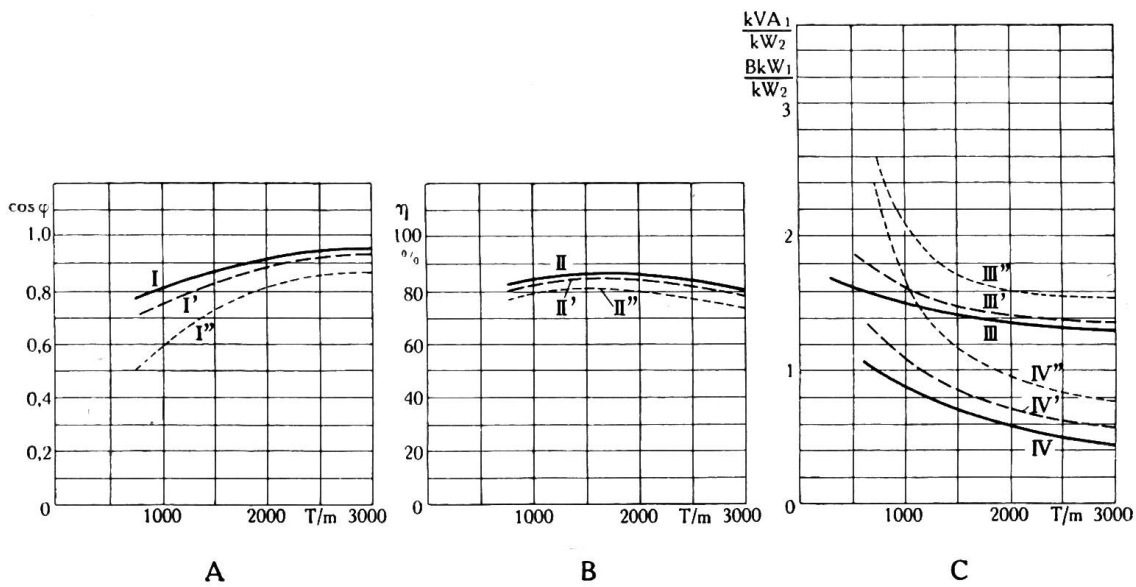 cos φ
1.0
0.8
0,6
0,4
0,2
0
1000
2000
T/m
3000
I
I'
I"
A
η
100
%
80
60
40
20
0
1000
2000
T/m
3000
II
II'
II"
B
kVA₁
kW₂
BkW₁
kW₂
3
2
1
0
1000
2000
T/m
3000
III"
III'
III
IV"
IV'
IV
C